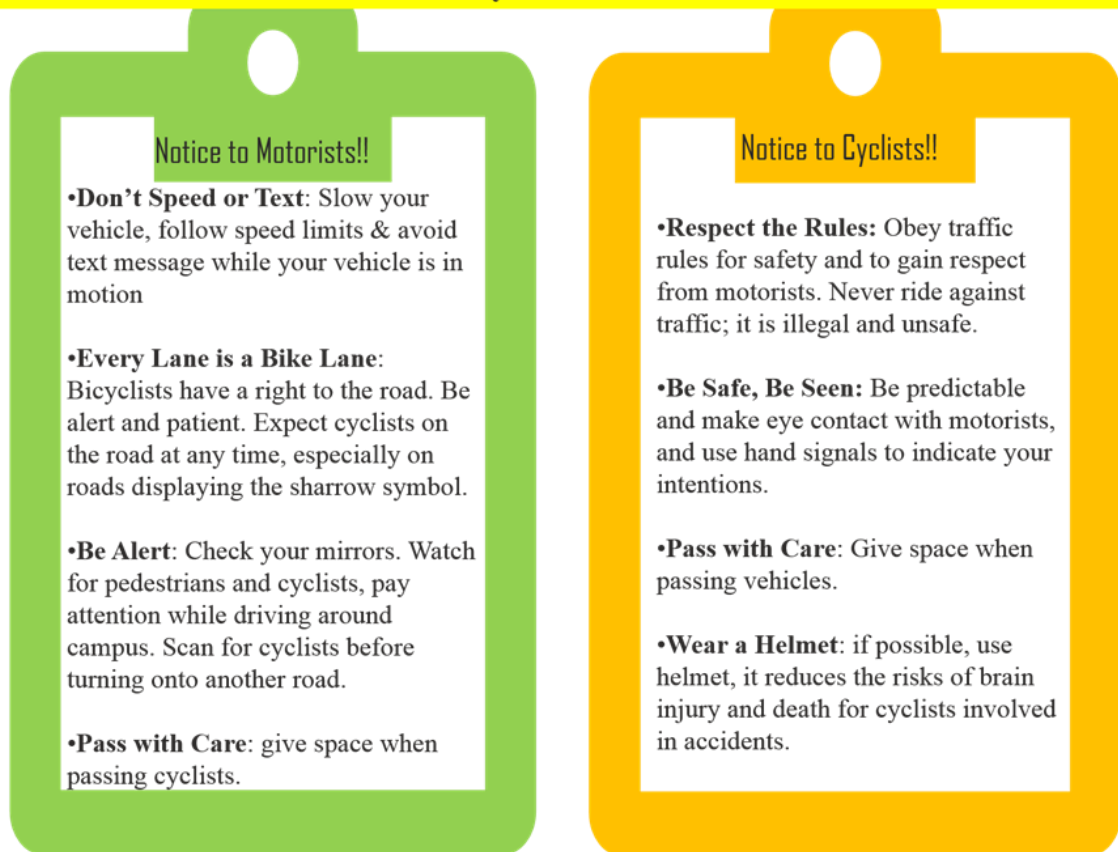 Notice to Motorists!!
•Don’t Speed or Text: Slow your
vehicle, follow speed limits & avoid
text message while your vehicle is in
motion
•Every Lane is a Bike Lane:
Bicyclists have a right to the road. Be
alert and patient. Expect cyclists on
the road at any time, especially on
roads displaying the sharrow symbol.
•Be Alert: Check your mirrors. Watch
for pedestrians and cyclists, pay
attention while driving around
campus. Scan for cyclists before
turning onto another road.
•Pass with Care: give space when
passing cyclists.
Notice to Cyclists!!
•Respect the Rules: Obey traffic
rules for safety and to gain respect
from motorists. Never ride against
traffic; it is illegal and unsafe.
•Be Safe, Be Seen: Be predictable
and make eye contact with motorists,
and use hand signals to indicate your
intentions.
•Pass with Care: Give space when
passing vehicles.
•Wear a Helmet: if possible, use
helmet, it reduces the risks of brain
injury and death for cyclists involved
in accidents.